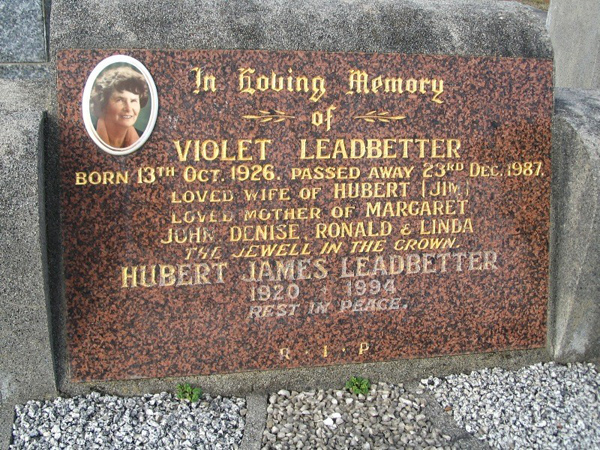 In Loving Memory
of
VIOLET LEADBETTER
BORN 13TH OCT. 1926. PASSED AWAY 23RD DEC. 1987.
LOVED WIFE OF HUBERT (JIM)
LOVED MOTHER OF MARGARET
JOHN DENISE RONALD & LINDA
THE JEWELL IN THE CROWN.
HUBERT JAMES LEADBETTER
1920 - 1994
REST IN PEACE.
R · I · P